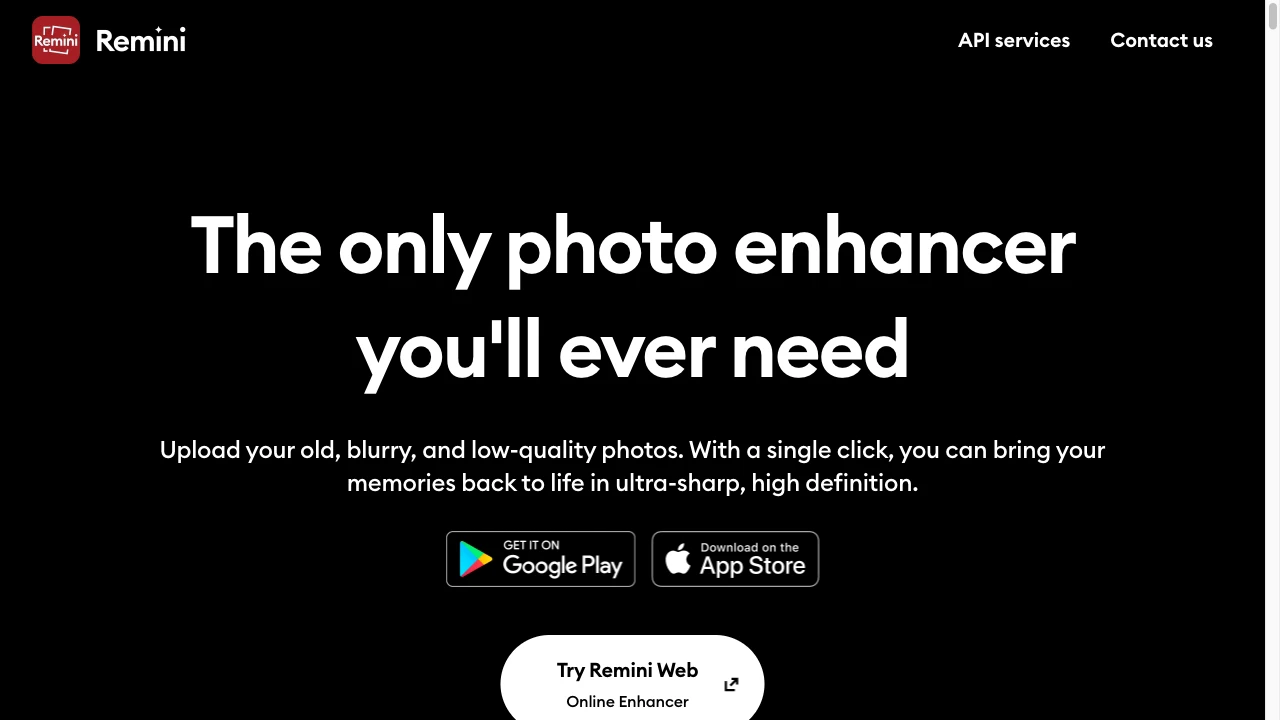 Remini
Remini
API services
Contact us
The only photo enhancer
you'll ever need
Upload your old, blurry, and low-quality photos. With a single click, you can bring your
memories back to life in ultra-sharp, high definition.
GET IT ON
Google Play
Download on the
App Store
Try Remini Web
Online Enhancer